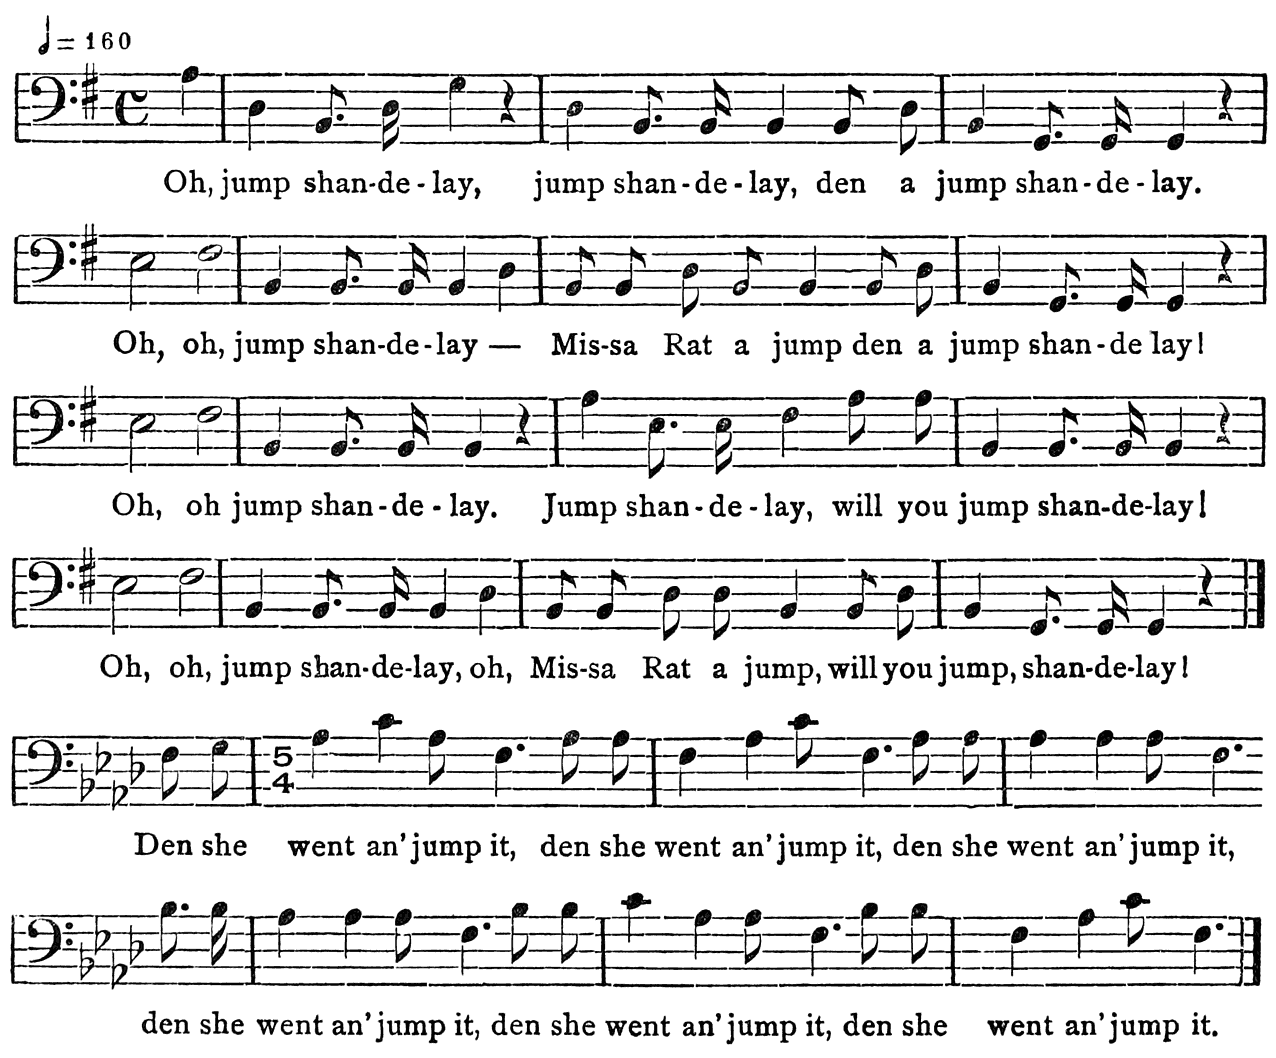 = 160
Oh, jump shan-de-lay, jump shan-de-lay, den a jump shan-de-lay.
Oh, oh, jump shan-de-lay — Mis-sa Rat a jump den a jump shan-de lay!
Oh, oh jump shan-de-lay. Jump shan-de-lay, will you jump shan-de-lay!
Oh, oh, jump shan-de-lay, oh, Mis-sa Rat a jump, will you jump, shan-de-lay!
5
4
Den she went an' jump it, den she went an' jump it, den she went an' jump it,
den she went an' jump it, den she went an' jump it, den she went an' jump it.